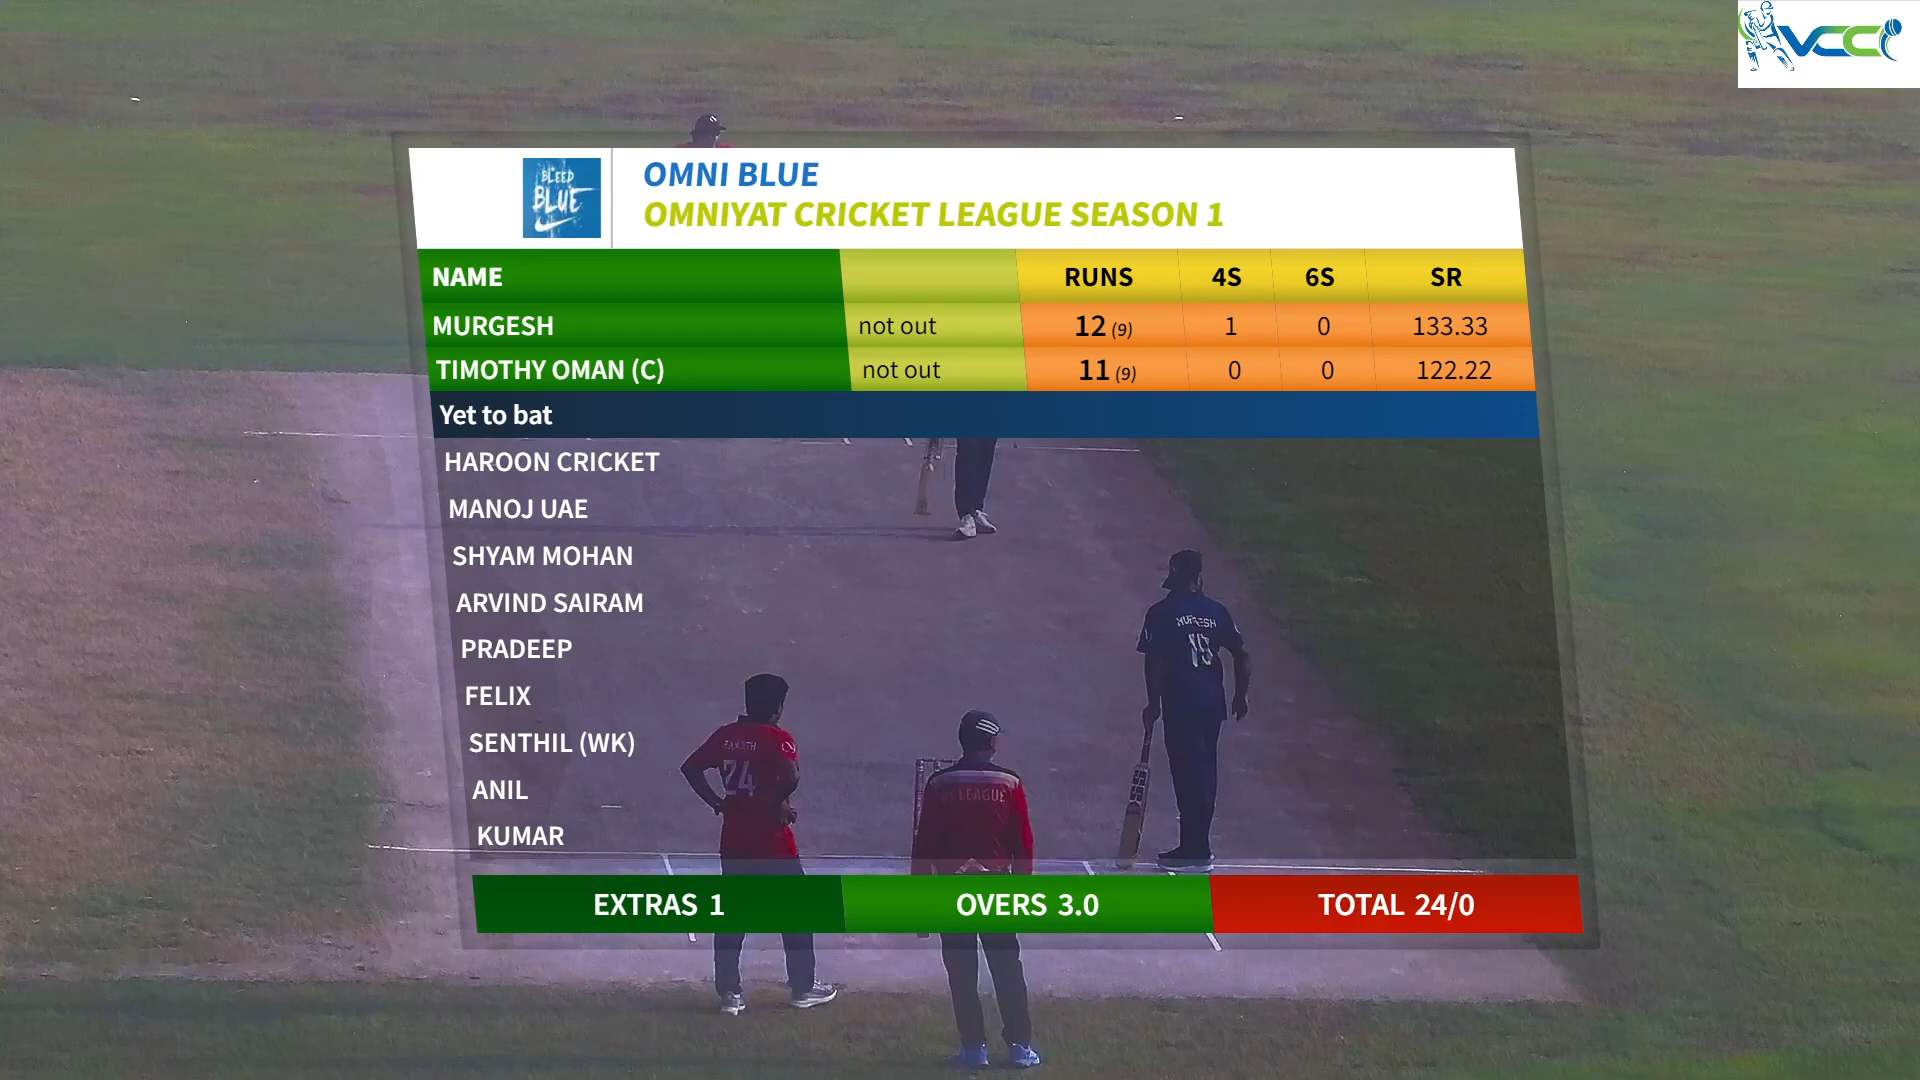 VCC
BLEED
BLUE
OMNI BLUE
OMNIYAT CRICKET LEAGUE SEASON 1
NAME RUNS 4S 6S SR
MURGESH not out 12 (9) 1 0 133.33
TIMOTHY OMAN (C) not out 11 (9) 0 0 122.22
Yet to bat
HAROON CRICKET
MANOJ UAE
SHYAM MOHAN
ARVIND SAIRAM
PRADEEP
FELIX
SENTHIL (WK)
ANIL
KUMAR
MURGESH
24
LEAGUE
EXTRAS 1 OVERS 3.0 TOTAL 24/0